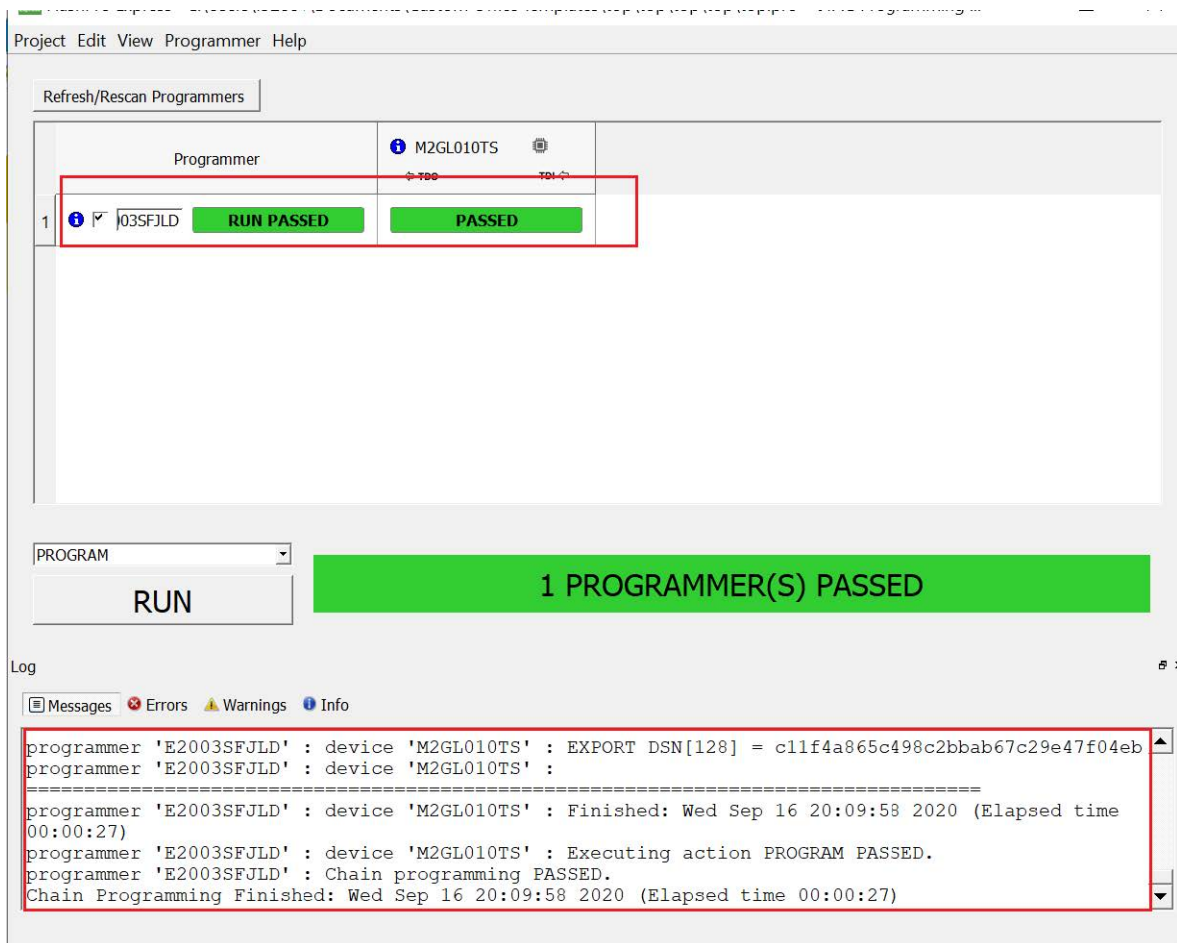 Project Edit View Programmer Help
Refresh/Rescan Programmers
Programmer
M2GL010TS
TDO TDI
1 03SFJLD RUN PASSED PASSED
PROGRAM
RUN
1 PROGRAMMER(S) PASSED
Log
Messages Errors Warnings Info
programmer 'E2003SFJLD' : device 'M2GL010TS' : EXPORT DSN[128] = c11f4a865c498c2bbab67c29e47f04eb
programmer 'E2003SFJLD' : device 'M2GL010TS' :
===================================================================================
programmer 'E2003SFJLD' : device 'M2GL010TS' : Finished: Wed Sep 16 20:09:58 2020 (Elapsed time
00:00:27)
programmer 'E2003SFJLD' : device 'M2GL010TS' : Executing action PROGRAM PASSED.
programmer 'E2003SFJLD' : Chain programming PASSED.
Chain Programming Finished: Wed Sep 16 20:09:58 2020 (Elapsed time 00:00:27)